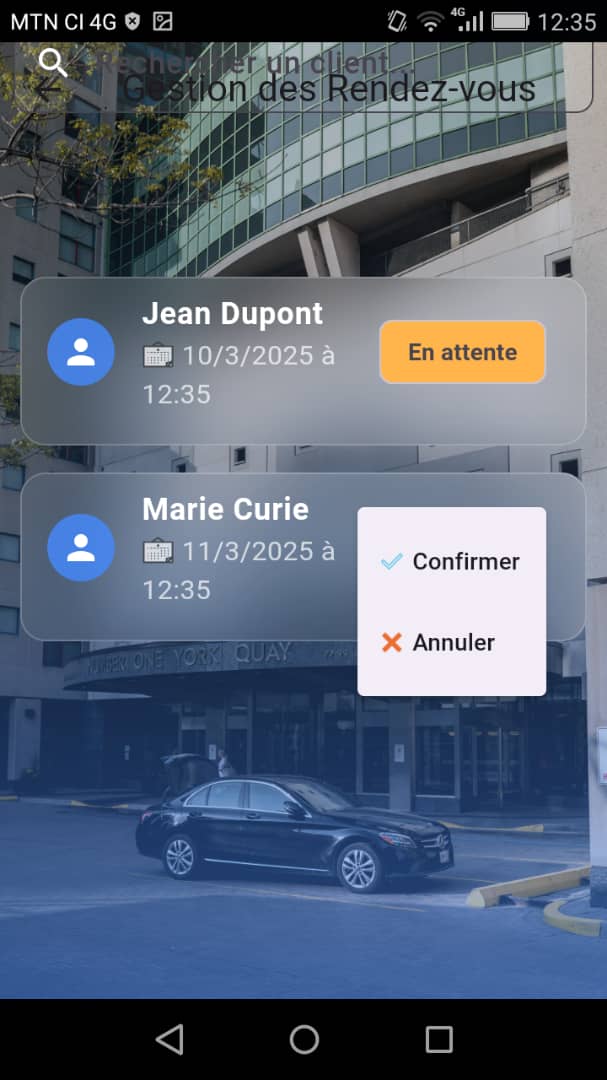 MTN CI 4G
4G
12:35
Rechercher un client
Gestion des Rendez-vous
Jean Dupont
10/3/2025 à
12:35
En attente
Marie Curie
11/3/2025 à
12:35
Confirmer
Annuler
NUMBER ONE YORK QUAY